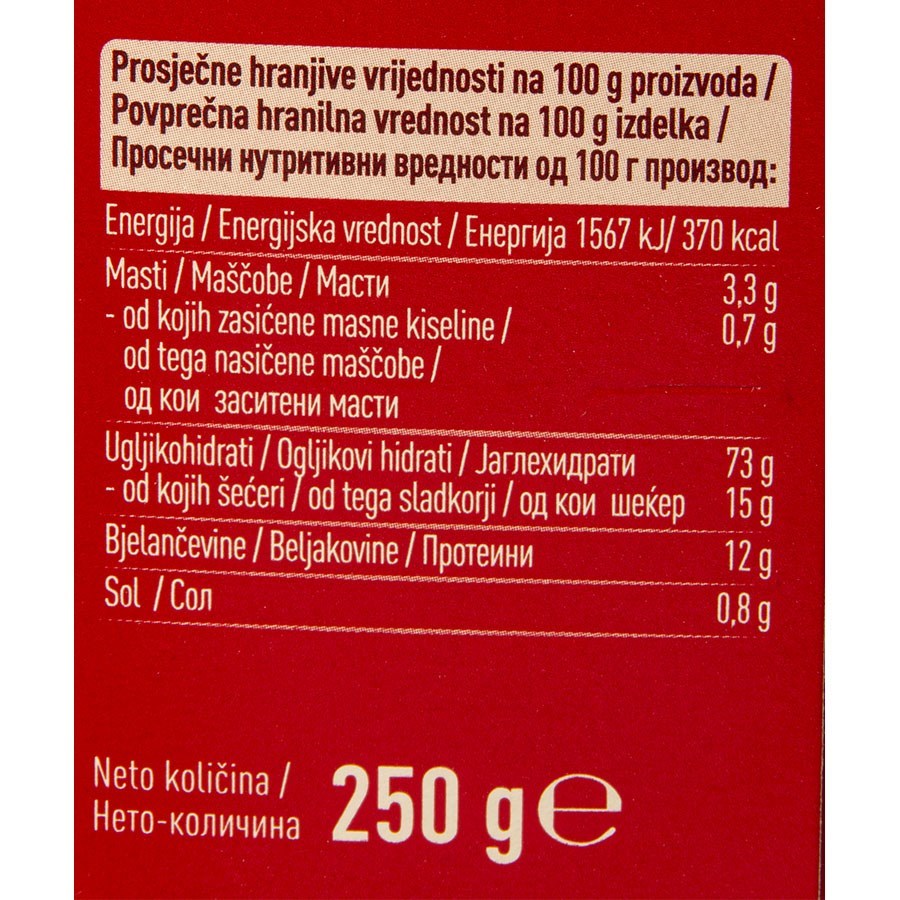 Prosječne hranjive vrijednosti na 100 g proizvoda /
Povprečna hranilna vrednost na 100 g izdelka /
Просечни нутритивни вредности од 100 г производ:
Energija / Energijska vrednost / Енергија 1567 kJ/ 370 kcal
Masti / Maščobe / Масти 3,3 g
- od kojih zasićene masne kiseline / 0,7 g
od tega nasičene maščobe /
од кои заситени масти
Ugljikohidrati / Ogljikovi hidrati / Јаглехидрати 73 g
- od kojih šećeri / od tega sladkorji / од кои шеќер 15 g
Bjelančevine / Beljakovine / Протеини 12 g
Sol / Сол 0,8 g
Neto količina /
Нето-количина 250 g e